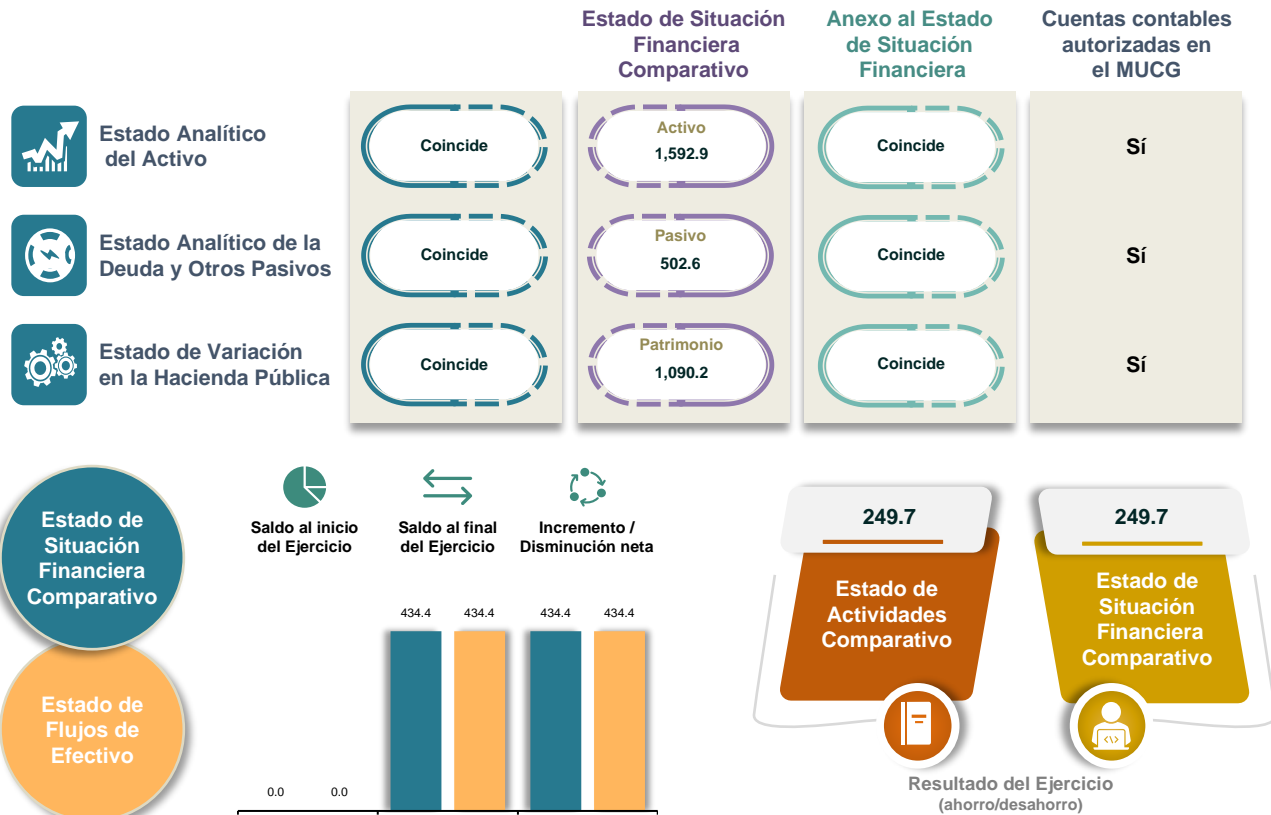 Estado de Situación
Financiera
Comparativo
Anexo al Estado
de Situación
Financiera
Cuentas contables
autorizadas en
el MUCG
Estado Analítico
del Activo
Coincide
Activo
1,592.9
Coincide
Sí
Estado Analítico de la
Deuda y Otros Pasivos
Coincide
Pasivo
502.6
Coincide
Sí
Estado de Variación
en la Hacienda Pública
Coincide
Patrimonio
1,090.2
Coincide
Sí
Estado de
Situación
Financiera
Comparativo
Estado de
Flujos de
Efectivo
Saldo al inicio
del Ejercicio
Saldo al final
del Ejercicio
Incremento /
Disminución neta
0.0 0.0
434.4 434.4
434.4 434.4
249.7
Estado de
Actividades
Comparativo
249.7
Estado de
Situación
Financiera
Comparativo
Resultado del Ejercicio
(ahorro/desahorro)